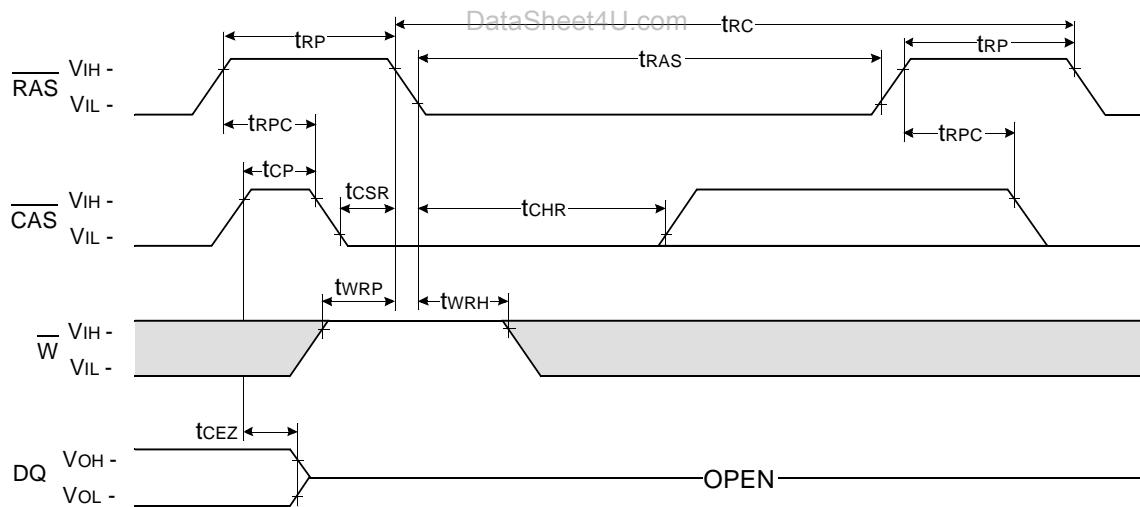 DataSheet4U.com
tRP
tRC
tRAS
tRP
RAS
VIH -
VIL -
tRPC
tRPC
tCP
tCSR
tCHR
CAS
VIH -
VIL -
tWRP
tWRH
W
VIH -
VIL -
tCEZ
DQ
VOH -
VOL -
OPEN